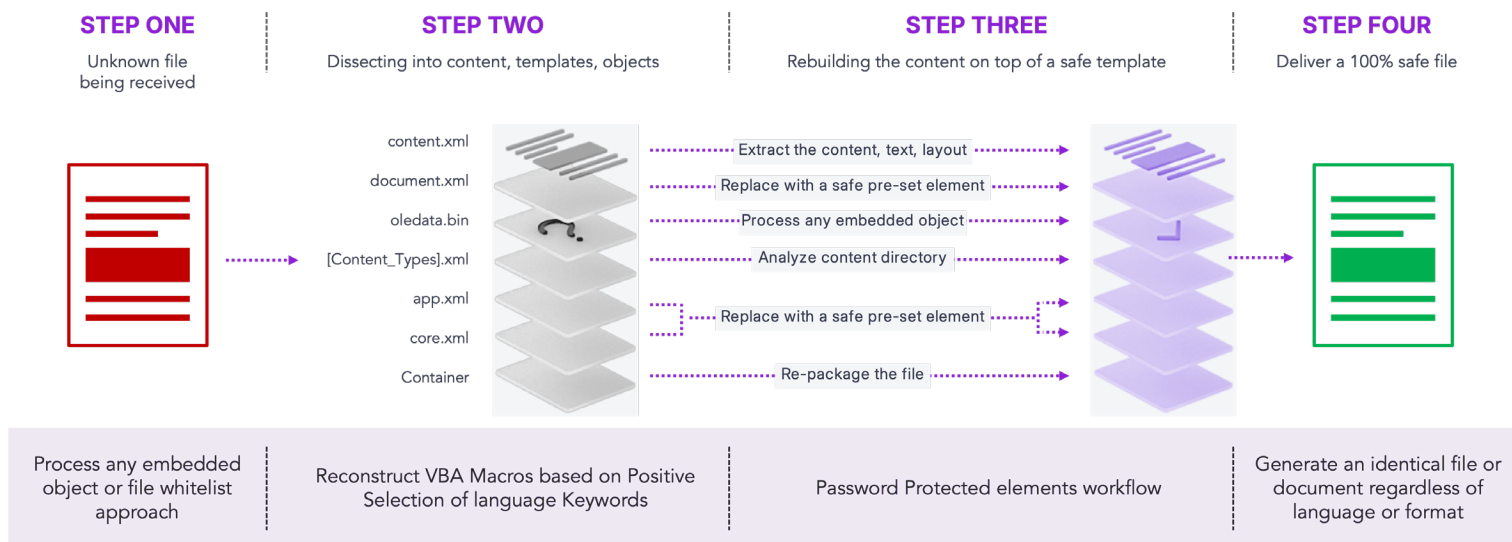 STEP ONE
Unknown file
being received
STEP TWO
Dissecting into content, templates, objects
STEP THREE
Rebuilding the content on top of a safe template
STEP FOUR
Deliver a 100% safe file
content.xml
document.xml
oledata.bin
[Content_Types].xml
app.xml
core.xml
Container
Extract the content, text, layout
Replace with a safe pre-set element
Process any embedded object
Analyze content directory
Replace with a safe pre-set element
Re-package the file
Process any embedded
object or file whitelist
approach
Reconstruct VBA Macros based on Positive
Selection of language Keywords
Password Protected elements workflow
Generate an identical file or
document regardless of
language or format